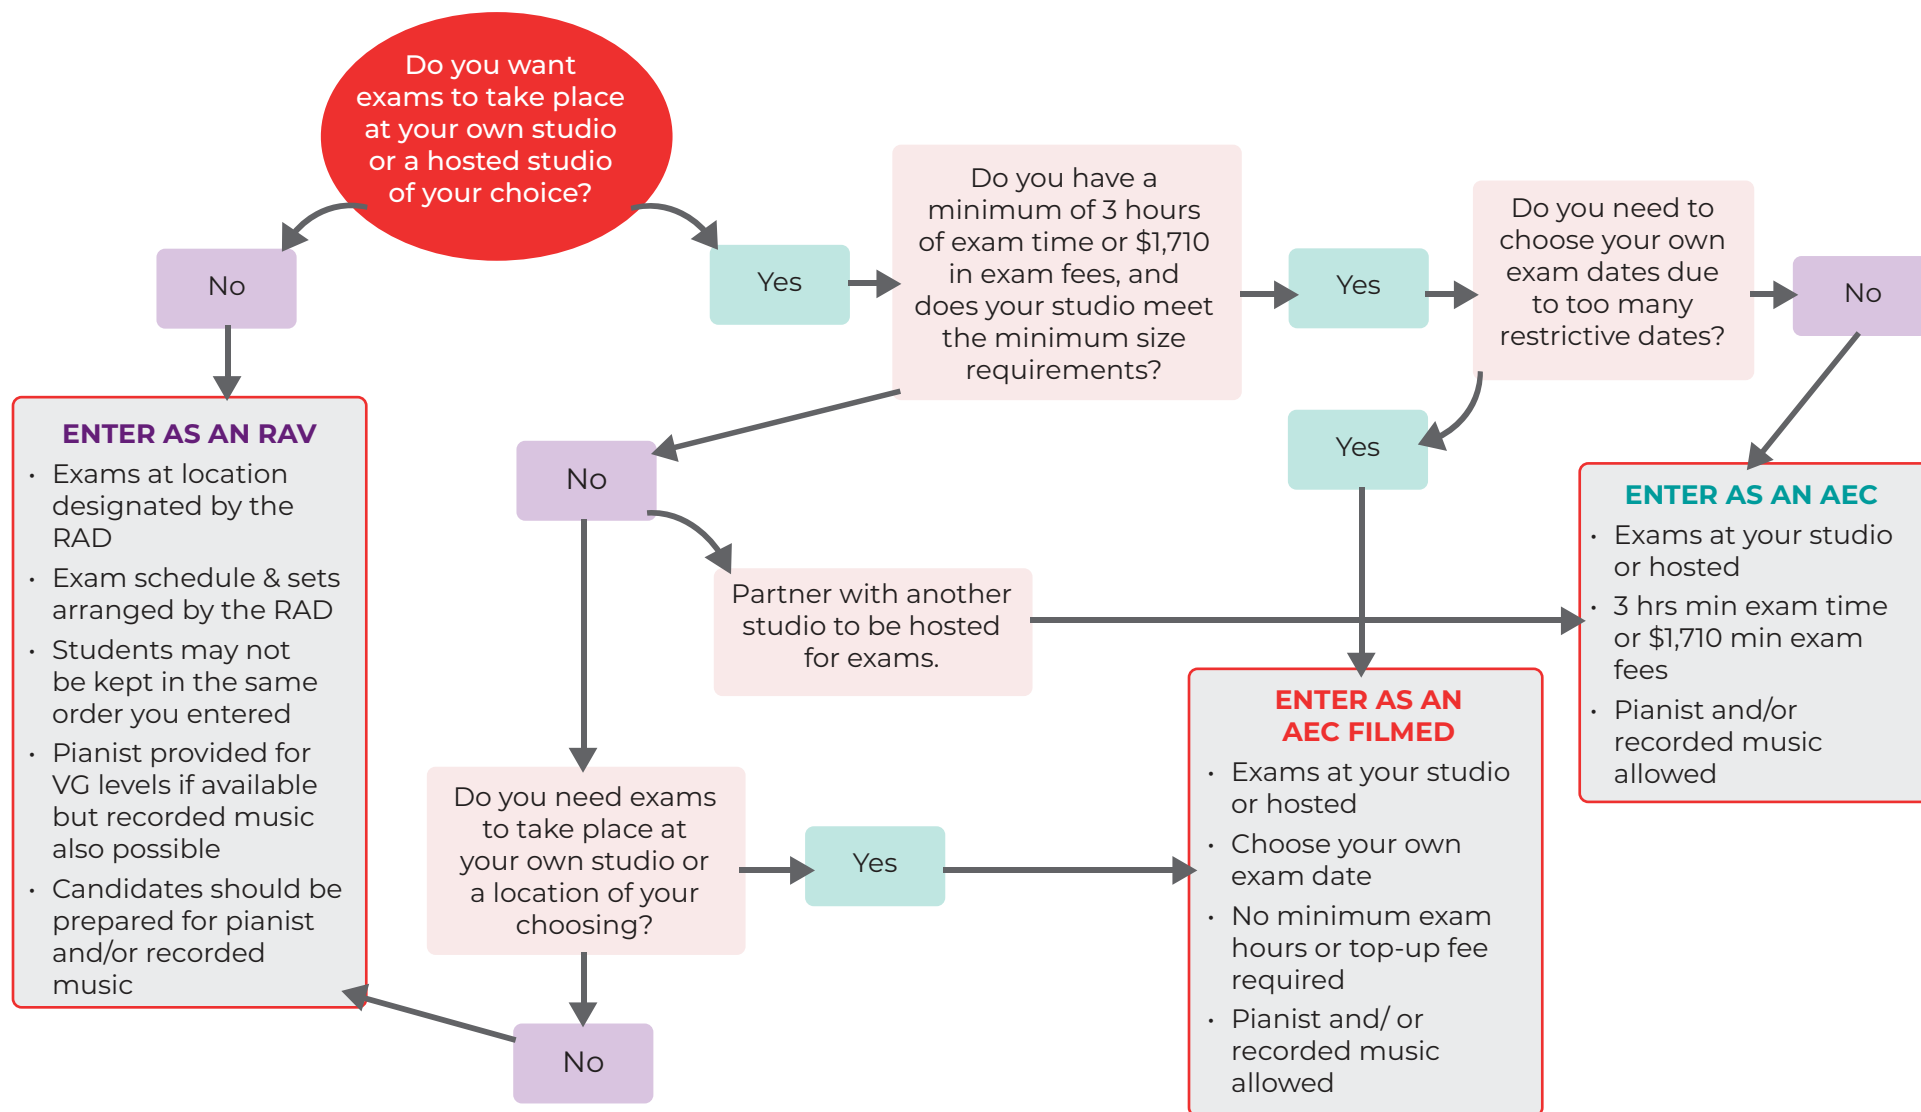 Do you want
exams to take place
at your own studio
or a hosted studio
of your choice?
No
Yes
Do you have a
minimum of 3 hours
of exam time or $1,710
in exam fees, and
does your studio meet
the minimum size
requirements?
Yes
Do you need to
choose your own
exam dates due
to too many
restrictive dates?
No
ENTER AS AN RAV
· Exams at location
designated by the
RAD
· Exam schedule & sets
arranged by the RAD
· Students may not
be kept in the same
order you entered
· Pianist provided for
VG levels if available
but recorded music
also possible
· Candidates should be
prepared for pianist
and/or recorded
music
No
Yes
ENTER AS AN AEC
· Exams at your studio
or hosted
· 3 hrs min exam time
or $1,710 min exam
fees
· Pianist and/or
recorded music
allowed
Partner with another
studio to be hosted
for exams.
ENTER AS AN
AEC FILMED
· Exams at your studio
or hosted
· Choose your own
exam date
· No minimum exam
hours or top-up fee
required
· Pianist and/ or
recorded music
allowed
Do you need exams
to take place at
your own studio or
a location of your
choosing?
Yes
No